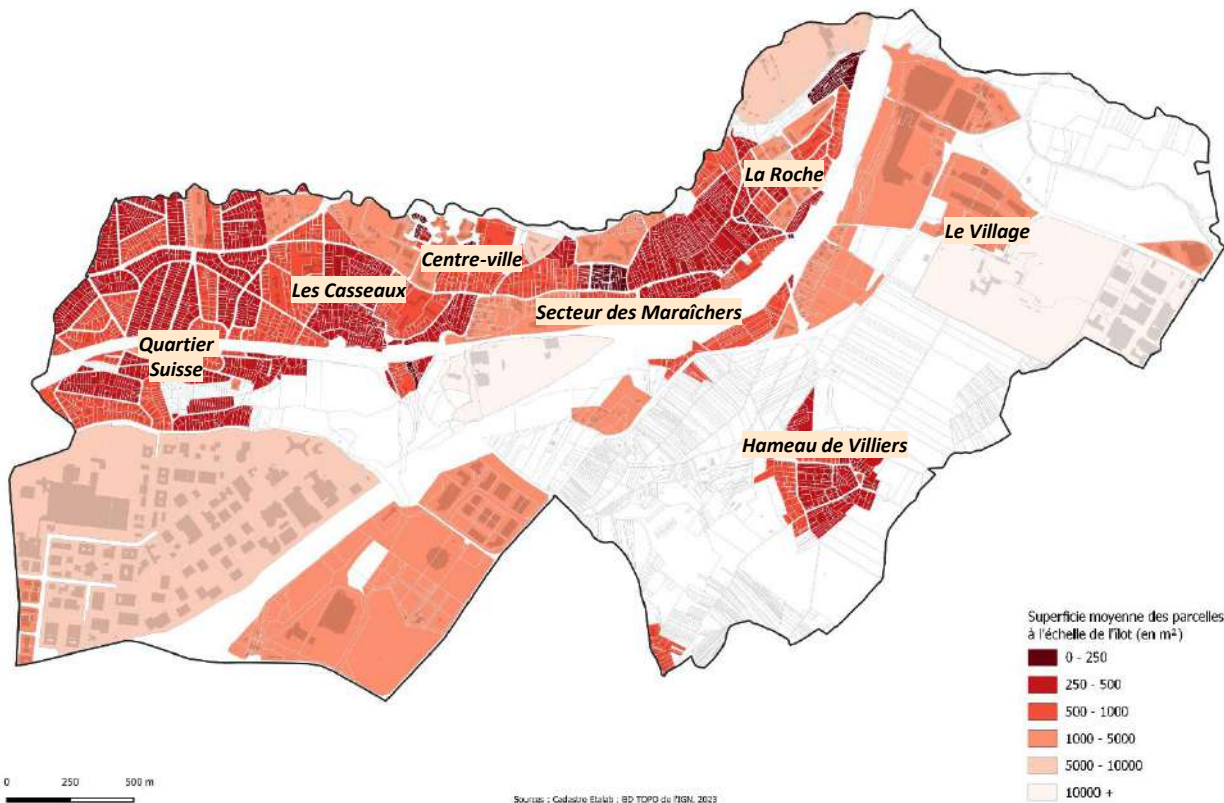 La Roche
Le Village
Centre-ville
Les Casseaux
Secteur des Maraîchers
Quartier
Suisse
Hameau de Villiers
Superficie moyenne des parcelles
à l'échelle de l'îlot (en m²)
0 - 250
250 - 500
500 - 1000
1000 - 5000
5000 - 10000
10000 +
0 250 500 m
Sources : Cadastre Etalab ; BD TOPO de l'IGN, 2023